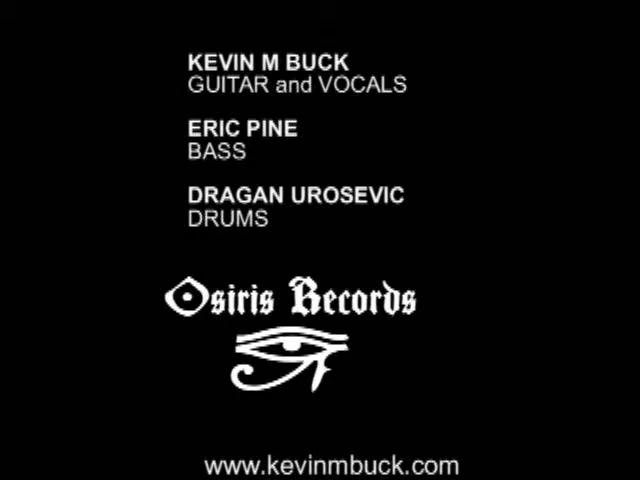 KEVIN M BUCK
GUITAR and VOCALS
ERIC PINE
BASS
DRAGAN UROSEVIC
DRUMS
Osiris Records
www.kevinmbuck.com